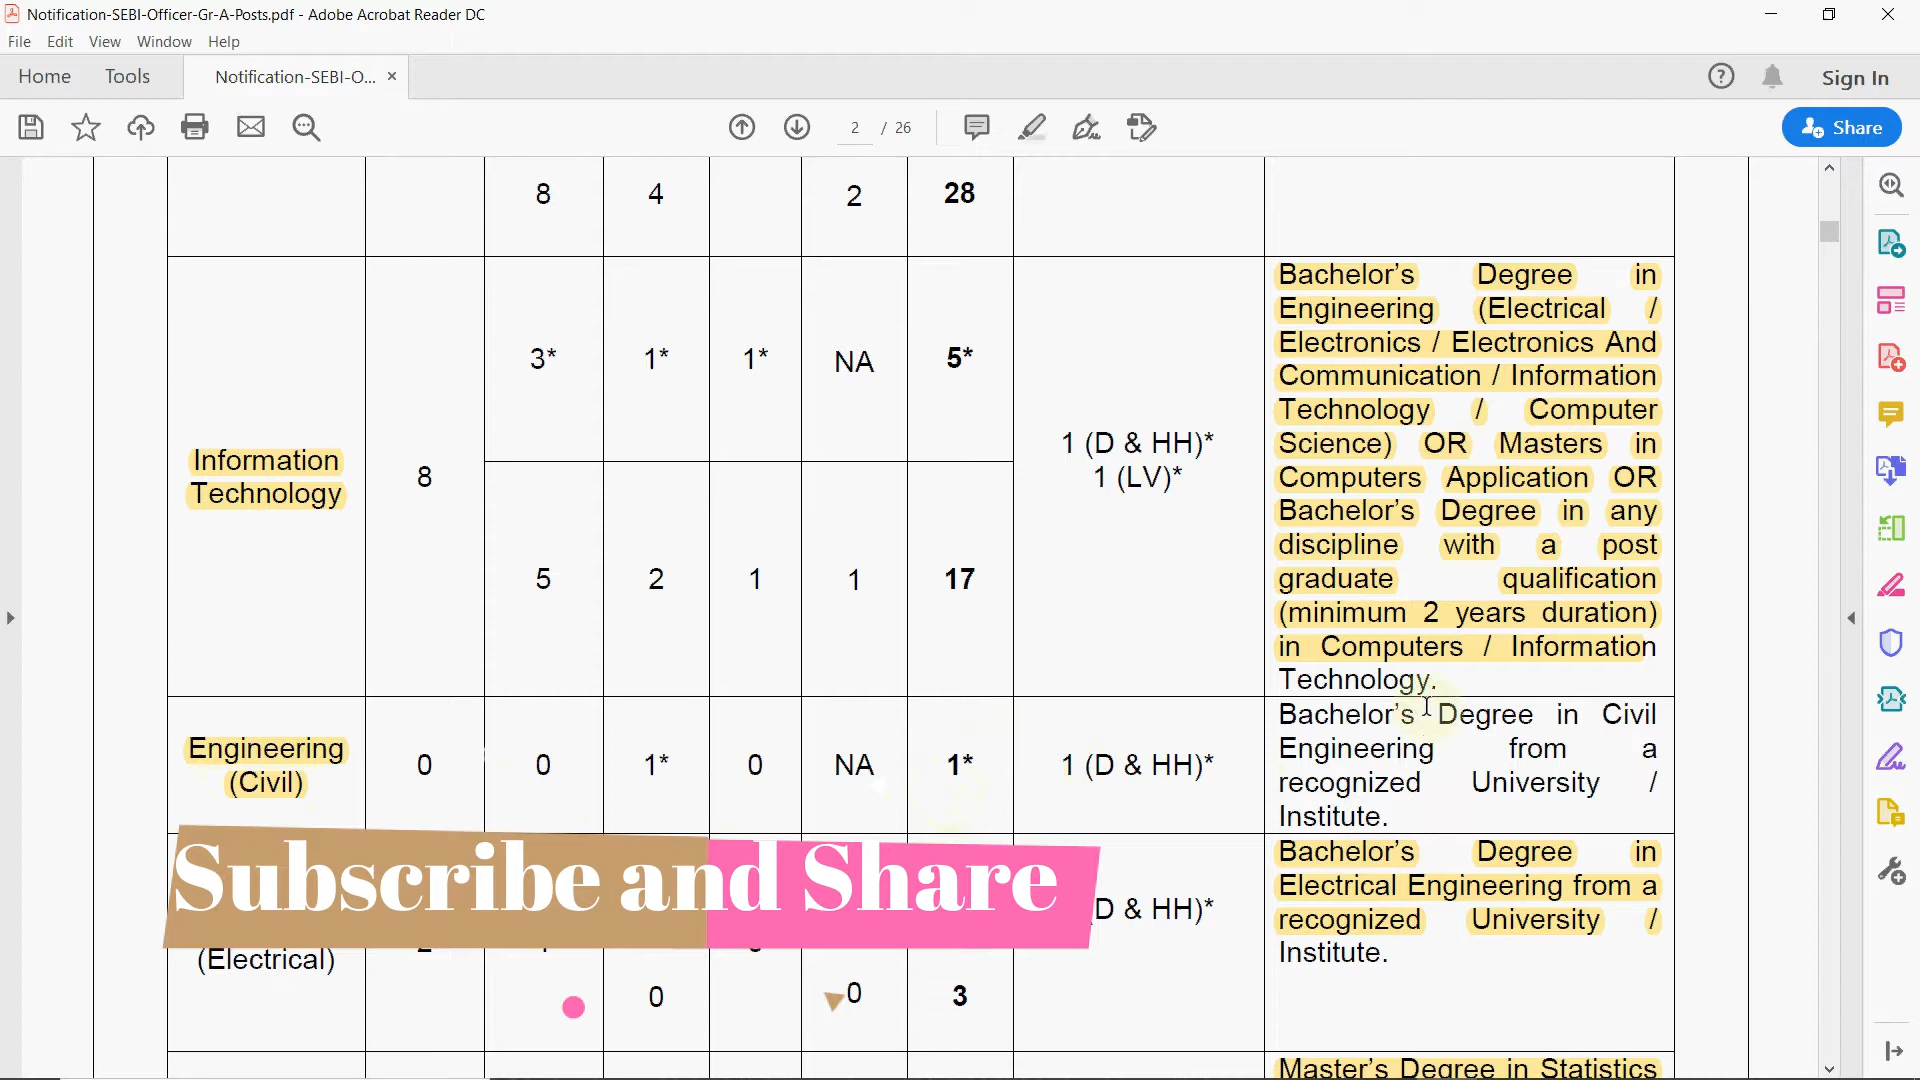 Notification-SEBI-Officer-Gr-A-Posts.pdf - Adobe Acrobat Reader DC
File Edit View Window Help
Home Tools Notification-SEBI-O... × Sign In
2 / 26 Share
8 4 2 28
Information
Technology
8
3* 1* 1* NA 5*
5 2 1 1 17
1 (D & HH)*
1 (LV)*
Bachelor’s Degree in
Engineering (Electrical /
Electronics / Electronics And
Communication / Information
Technology / Computer
Science) OR Masters in
Computers Application OR
Bachelor’s Degree in any
discipline with a post
graduate qualification
(minimum 2 years duration)
in Computers / Information
Technology.
Engineering
(Civil)
0 0 1* 0 NA 1* 1 (D & HH)*
Bachelor’s Degree in Civil
Engineering from a
recognized University /
Institute.
Subscribe and Share
(Electrical)
D & HH)*
0 0 3
Bachelor’s Degree in
Electrical Engineering from a
recognized University /
Institute.
Master’s Degree in Statistics